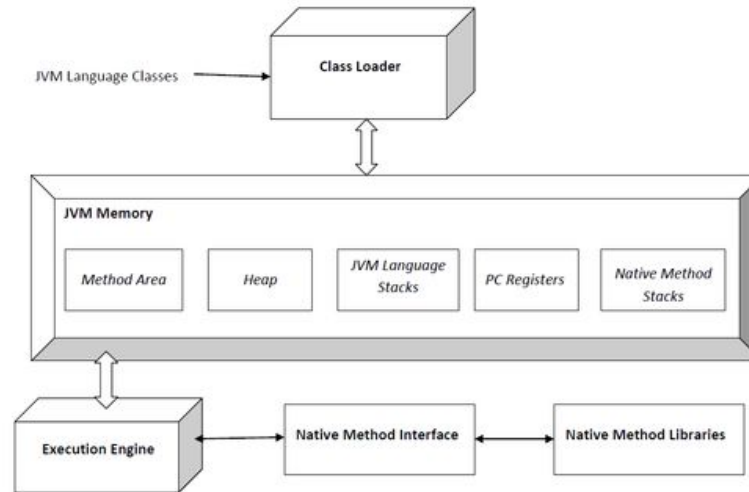 Class Loader
JVM Language Classes
JVM Memory
Method Area
Heap
JVM Language
Stacks
PC Registers
Native Method
Stacks
Execution Engine
Native Method Interface
Native Method Libraries